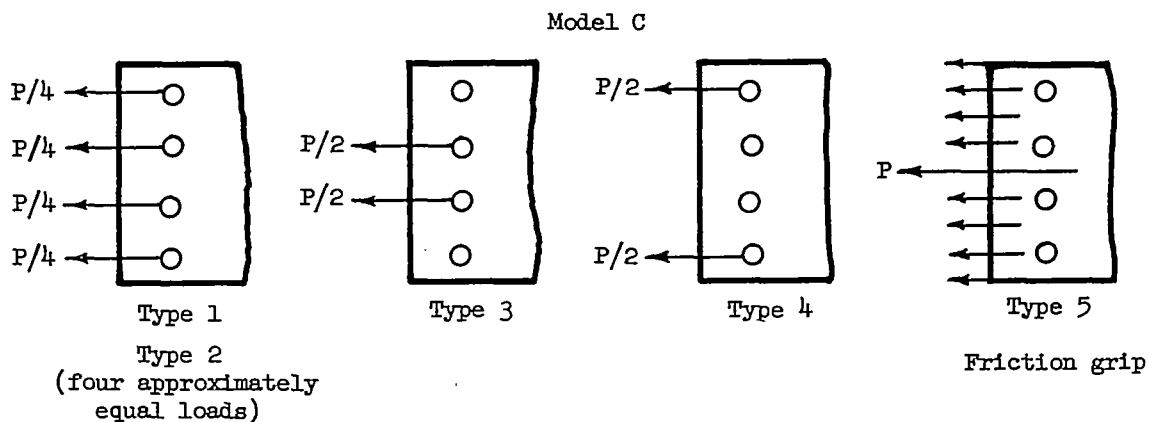 Model C
P/4
P/4
P/4
P/4
Type 1
Type 2
(four approximately
equal loads)
P/2
P/2
Type 3
P/2
P/2
Type 4
P
Type 5
Friction grip